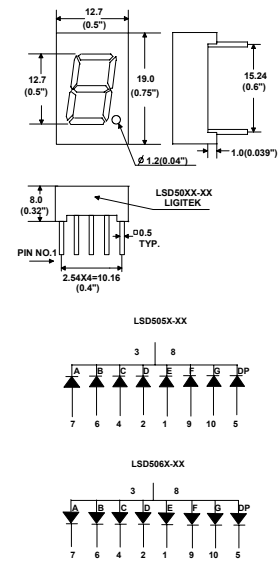 12.7
(0.5")
12.7
(0.5")
19.0
(0.75")
15.24
(0.6")
Ø 1.2(0.04")
1.0(0.039")
8.0
(0.32")
LSD50XX-XX
LIGITEK
□0.5
TYP.
PIN NO.1
2.54X4=10.16
(0.4")
LSD505X-XX
3 8
A B C D E F G DP
7 6 4 2 1 9 10 5
LSD506X-XX
3 8
A B C D E F G DP
7 6 4 2 1 9 10 5